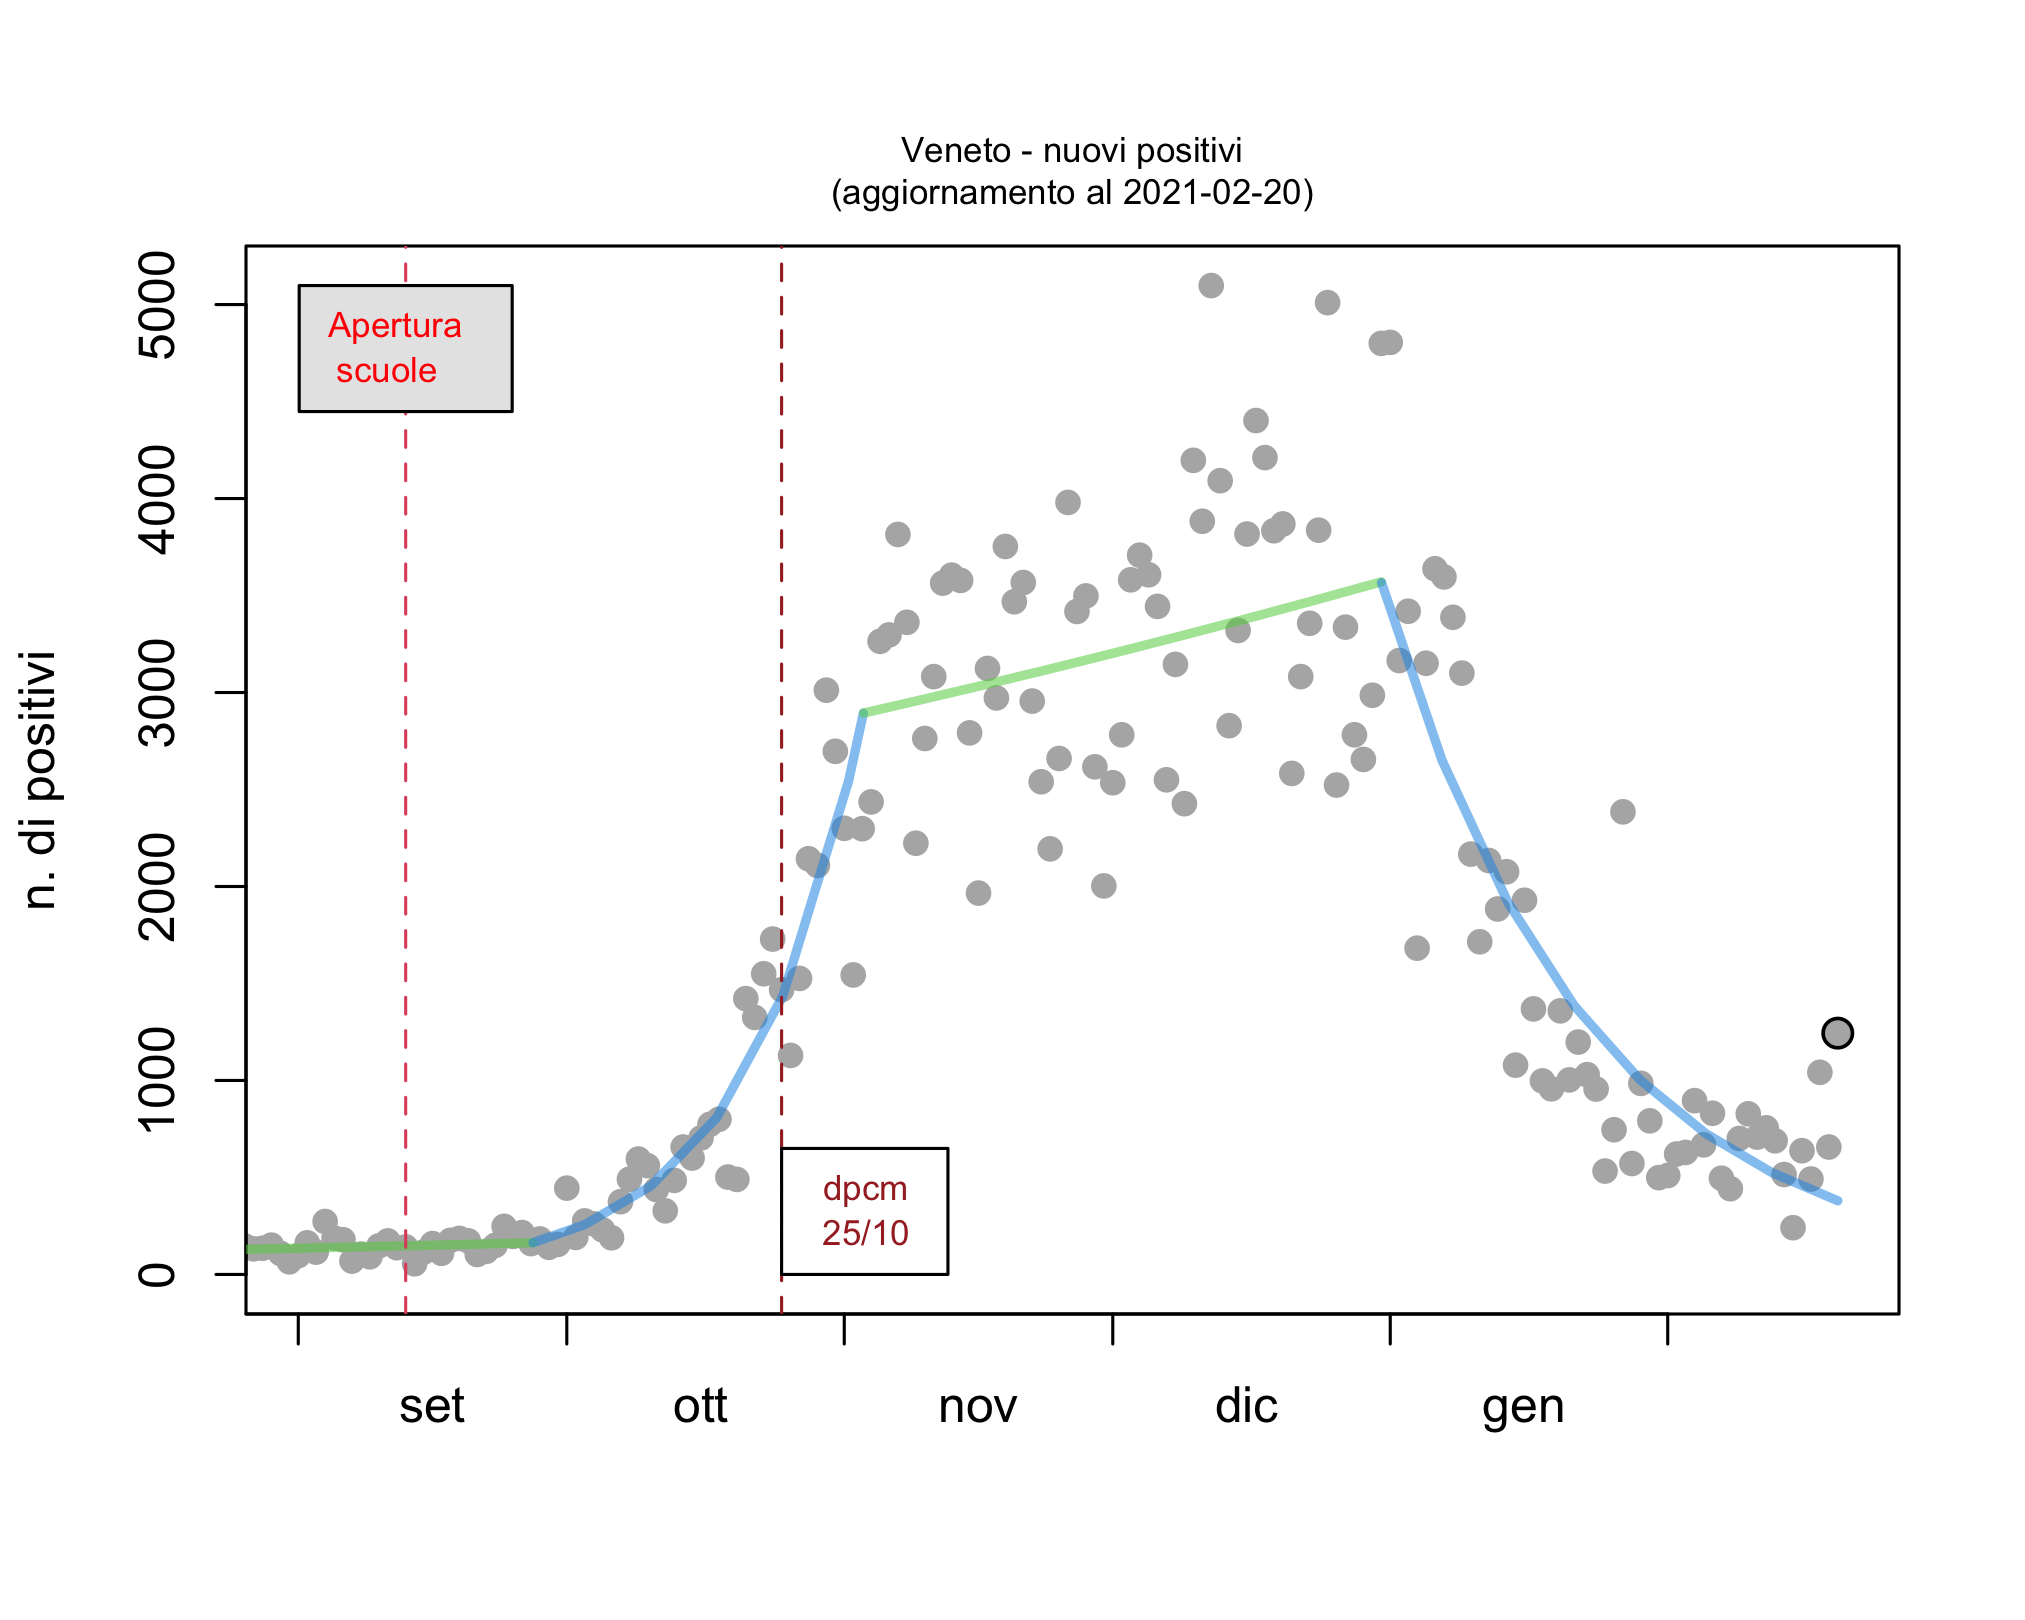 Veneto - nuovi positivi
(aggiornamento al 2021-02-20)
n. di positivi
5000
4000
3000
2000
1000
0
Apertura
scuole
dpcm
25/10
set ott nov dic gen